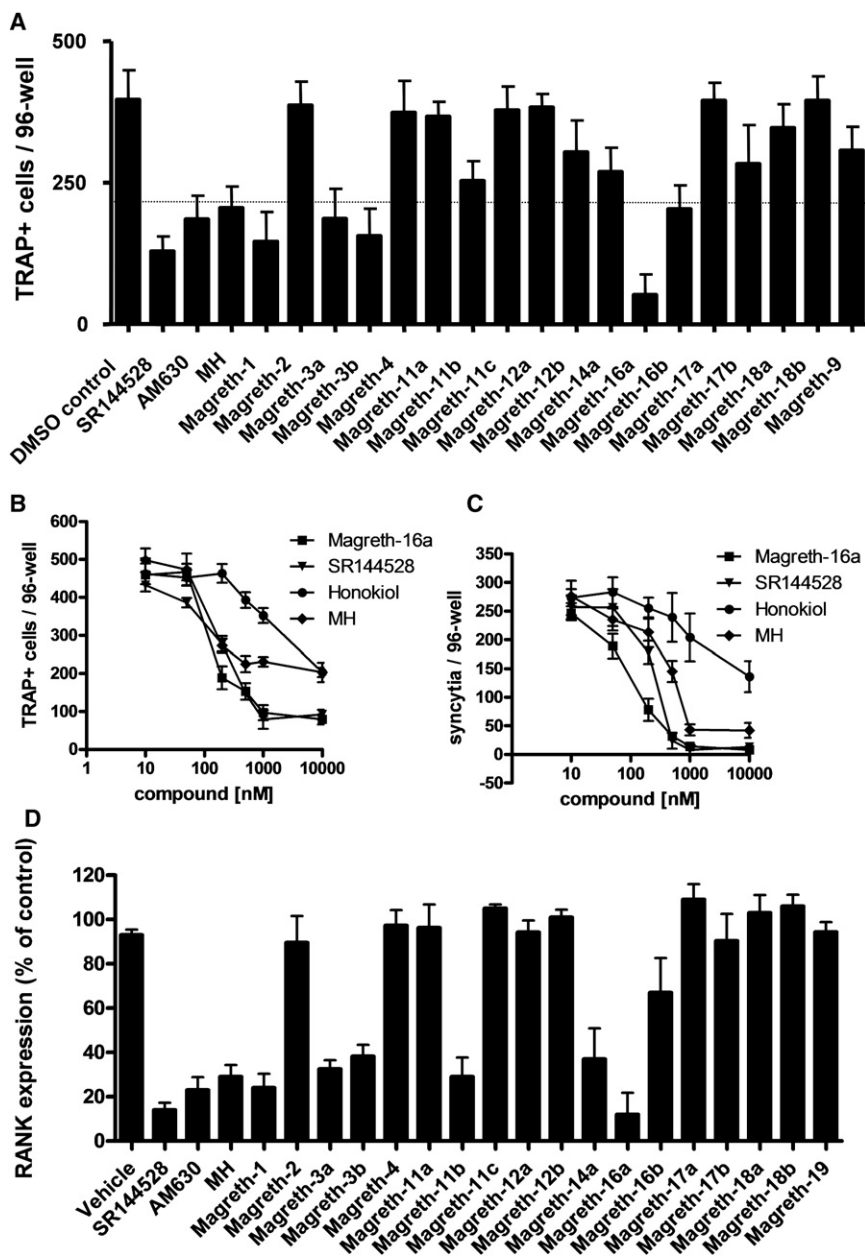 A
TRAP+ cells / 96-well
500
250
0
DMSO control
SR144528
AM630
MH
Magreth-1
Magreth-2
Magreth-3a
Magreth-3b
Magreth-4
Magreth-11a
Magreth-11b
Magreth-11c
Magreth-12a
Magreth-12b
Magreth-14a
Magreth-16a
Magreth-16b
Magreth-17a
Magreth-17b
Magreth-18a
Magreth-18b
Magreth-9
B
TRAP+ cells / 96-well
600
500
400
300
200
100
0
1
10
100
1000
10000
compound [nM]
Magreth-16a
SR144528
Honokiol
MH
C
syncytia / 96-well
350
300
250
200
150
100
50
0
-50
10
100
1000
10000
compound [nM]
Magreth-16a
SR144528
Honokiol
MH
D
RANK expression (% of control)
120
100
80
60
40
20
0
Vehicle
SR144528
AM630
MH
Magreth-1
Magreth-2
Magreth-3a
Magreth-3b
Magreth-4
Magreth-11a
Magreth-11b
Magreth-11c
Magreth-12a
Magreth-12b
Magreth-14a
Magreth-16a
Magreth-16b
Magreth-17a
Magreth-17b
Magreth-18a
Magreth-18b
Magreth-19